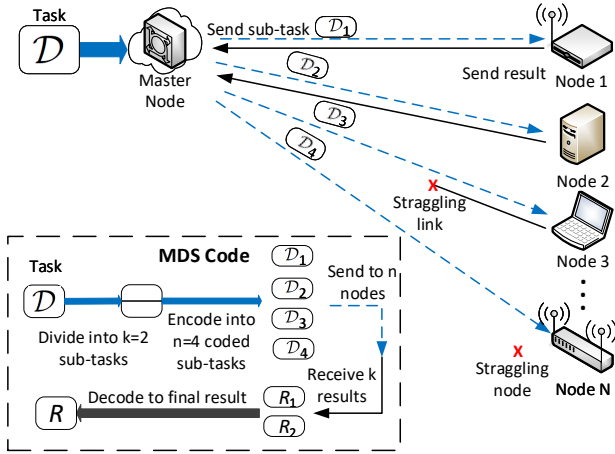 Task
D
Master
Node
Send sub-task
D1
Send result
Node 1
D2
D3
D4
Node 2
X
Straggling
link
Node 3
X
Straggling
node
Node N
MDS Code
Task
D
Divide into k=2
sub-tasks
Encode into
n=4 coded
sub-tasks
D1
D2
D3
D4
Send to n
nodes
Receive k
results
R1
R2
Decode to final result
R